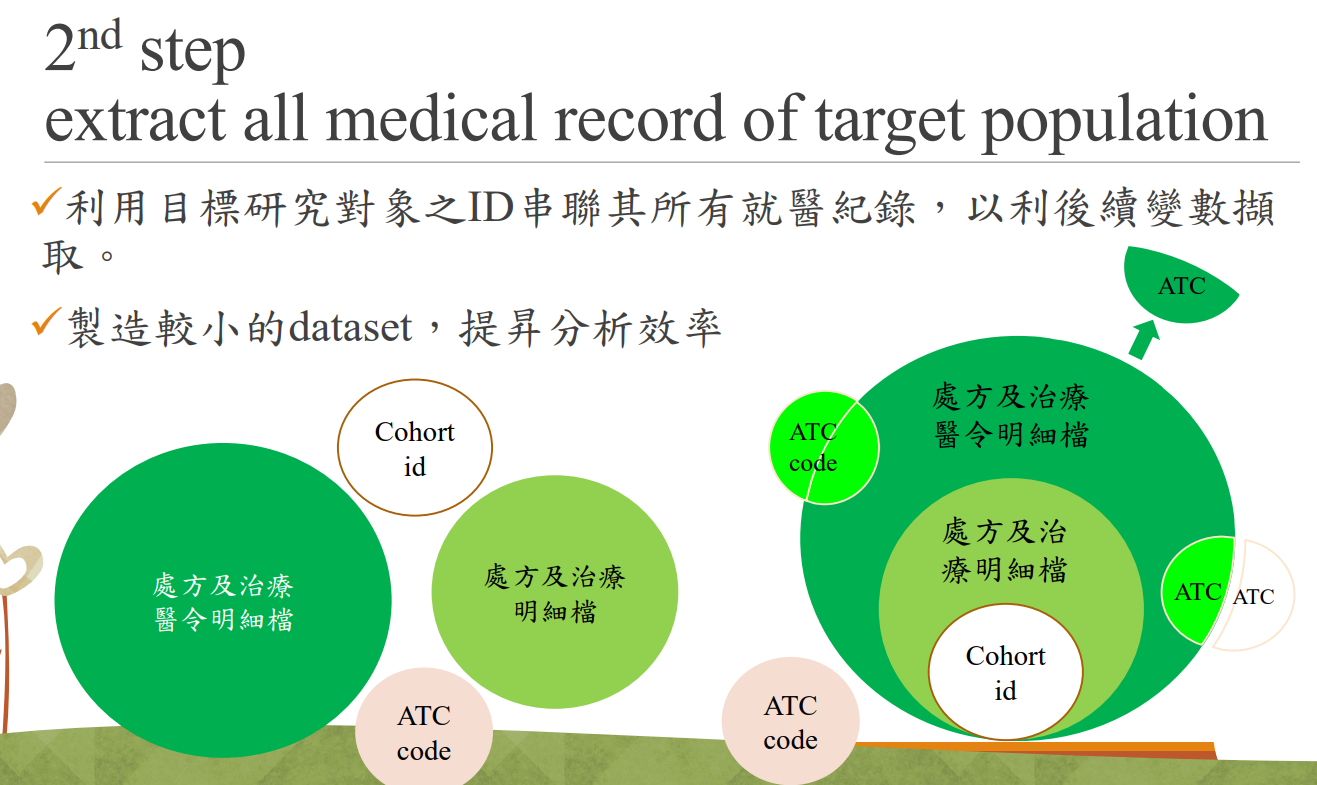 2nd step
extract all medical record of target population
利用目標研究對象之ID串聯其所有就醫紀錄，以利後續變數擷
取。
製造較小的dataset，提昇分析效率
Cohort
id
處方及治療
醫令明細檔
處方及治療
明細檔
ATC
code
ATC
處方及治療
醫令明細檔
ATC
code
處方及治
療明細檔
ATC
ATC
Cohort
id
ATC
code